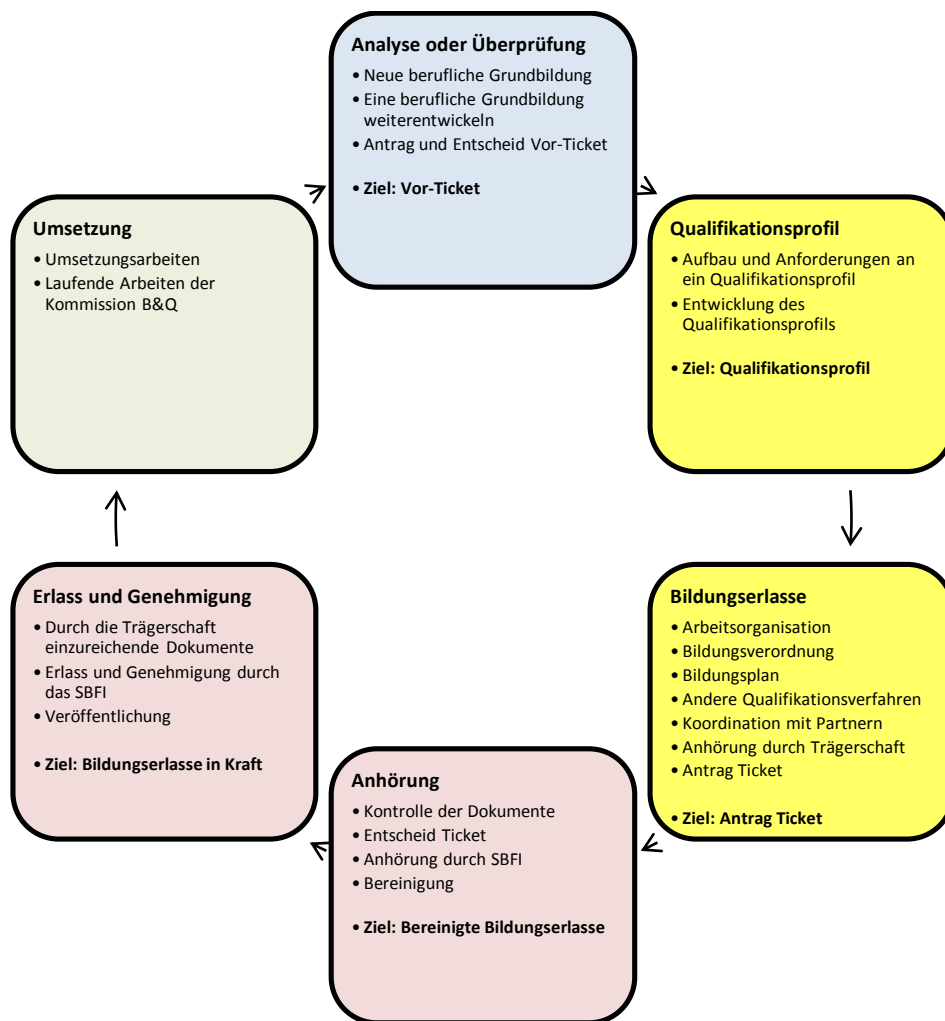 Analyse oder Überprüfung
• Neue berufliche Grundbildung
• Eine berufliche Grundbildung
weiterentwickeln
• Antrag und Entscheid Vor-Ticket
• Ziel: Vor-Ticket
Qualifikationsprofil
• Aufbau und Anforderungen an
ein Qualifikationsprofil
• Entwicklung des
Qualifikationsprofils
• Ziel: Qualifikationsprofil
Bildungserlasse
• Arbeitsorganisation
• Bildungsverordnung
• Bildungsplan
• Andere Qualifikationsverfahren
• Koordination mit Partnern
• Anhörung durch Trägerschaft
• Antrag Ticket
• Ziel: Antrag Ticket
Anhörung
• Kontrolle der Dokumente
• Entscheid Ticket
• Anhörung durch SBFI
• Bereinigung
• Ziel: Bereinigte Bildungserlasse
Erlass und Genehmigung
• Durch die Trägerschaft
einzureichende Dokumente
• Erlass und Genehmigung durch
das SBFI
• Veröffentlichung
• Ziel: Bildungserlasse in Kraft
Umsetzung
• Umsetzungsarbeiten
• Laufende Arbeiten der
Kommission B&Q